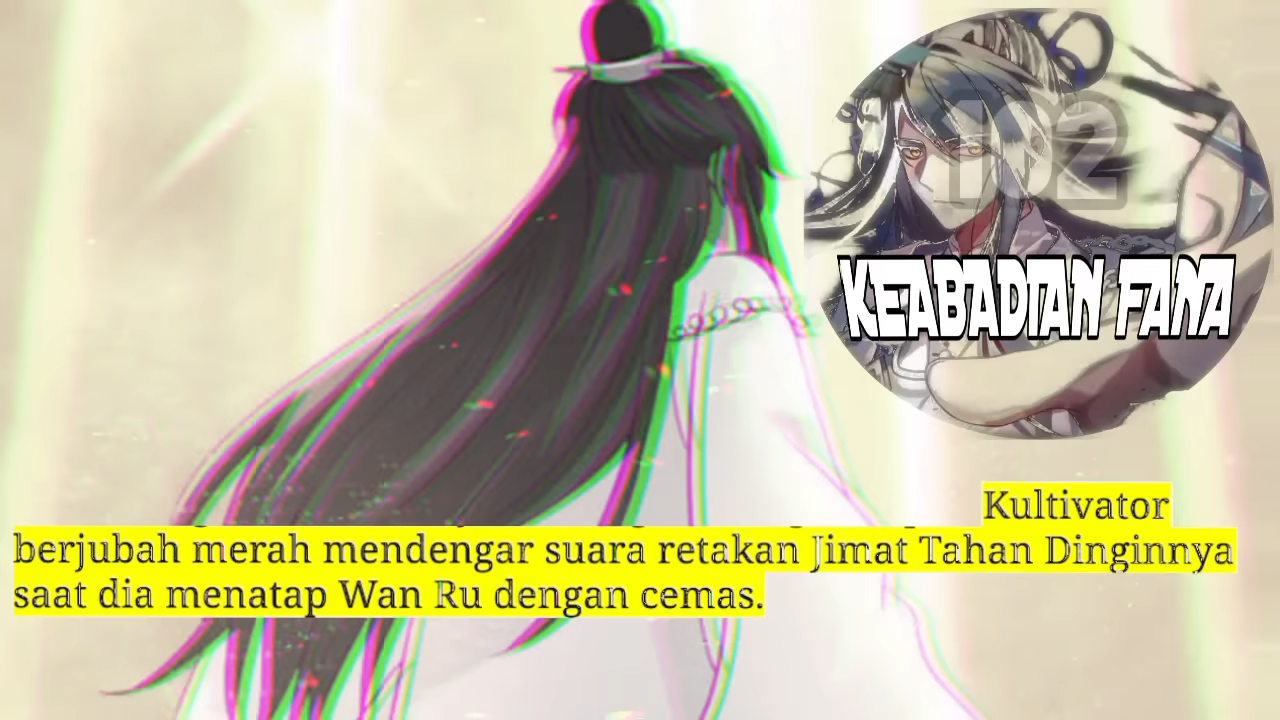 102
KEABADIAN FANA
Kultivator
berjubah merah mendengar suara retakan Jimat Tahan Dinginnya
saat dia menatap Wan Ru dengan cemas.